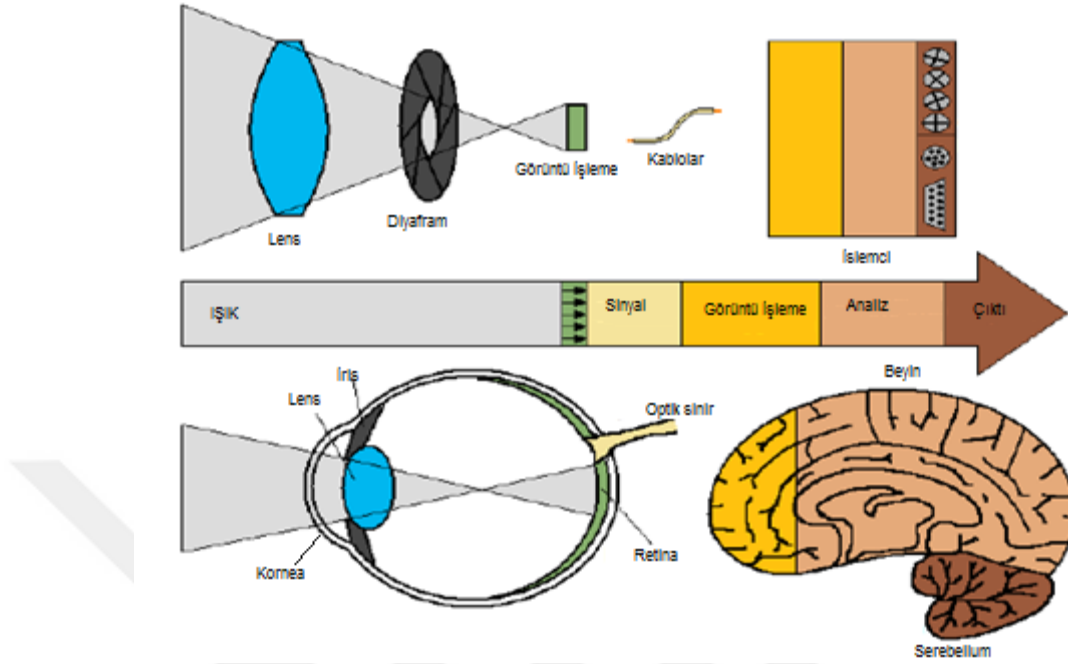 Görüntü İşleme
Kablolar
Diyafram
Lens
İslemci
IŞIK
Sinyal
Görüntü İşleme
Analiz
Çıktı
Beyin
İris
Lens
Optik sinir
Retina
Kornea
Serebellum